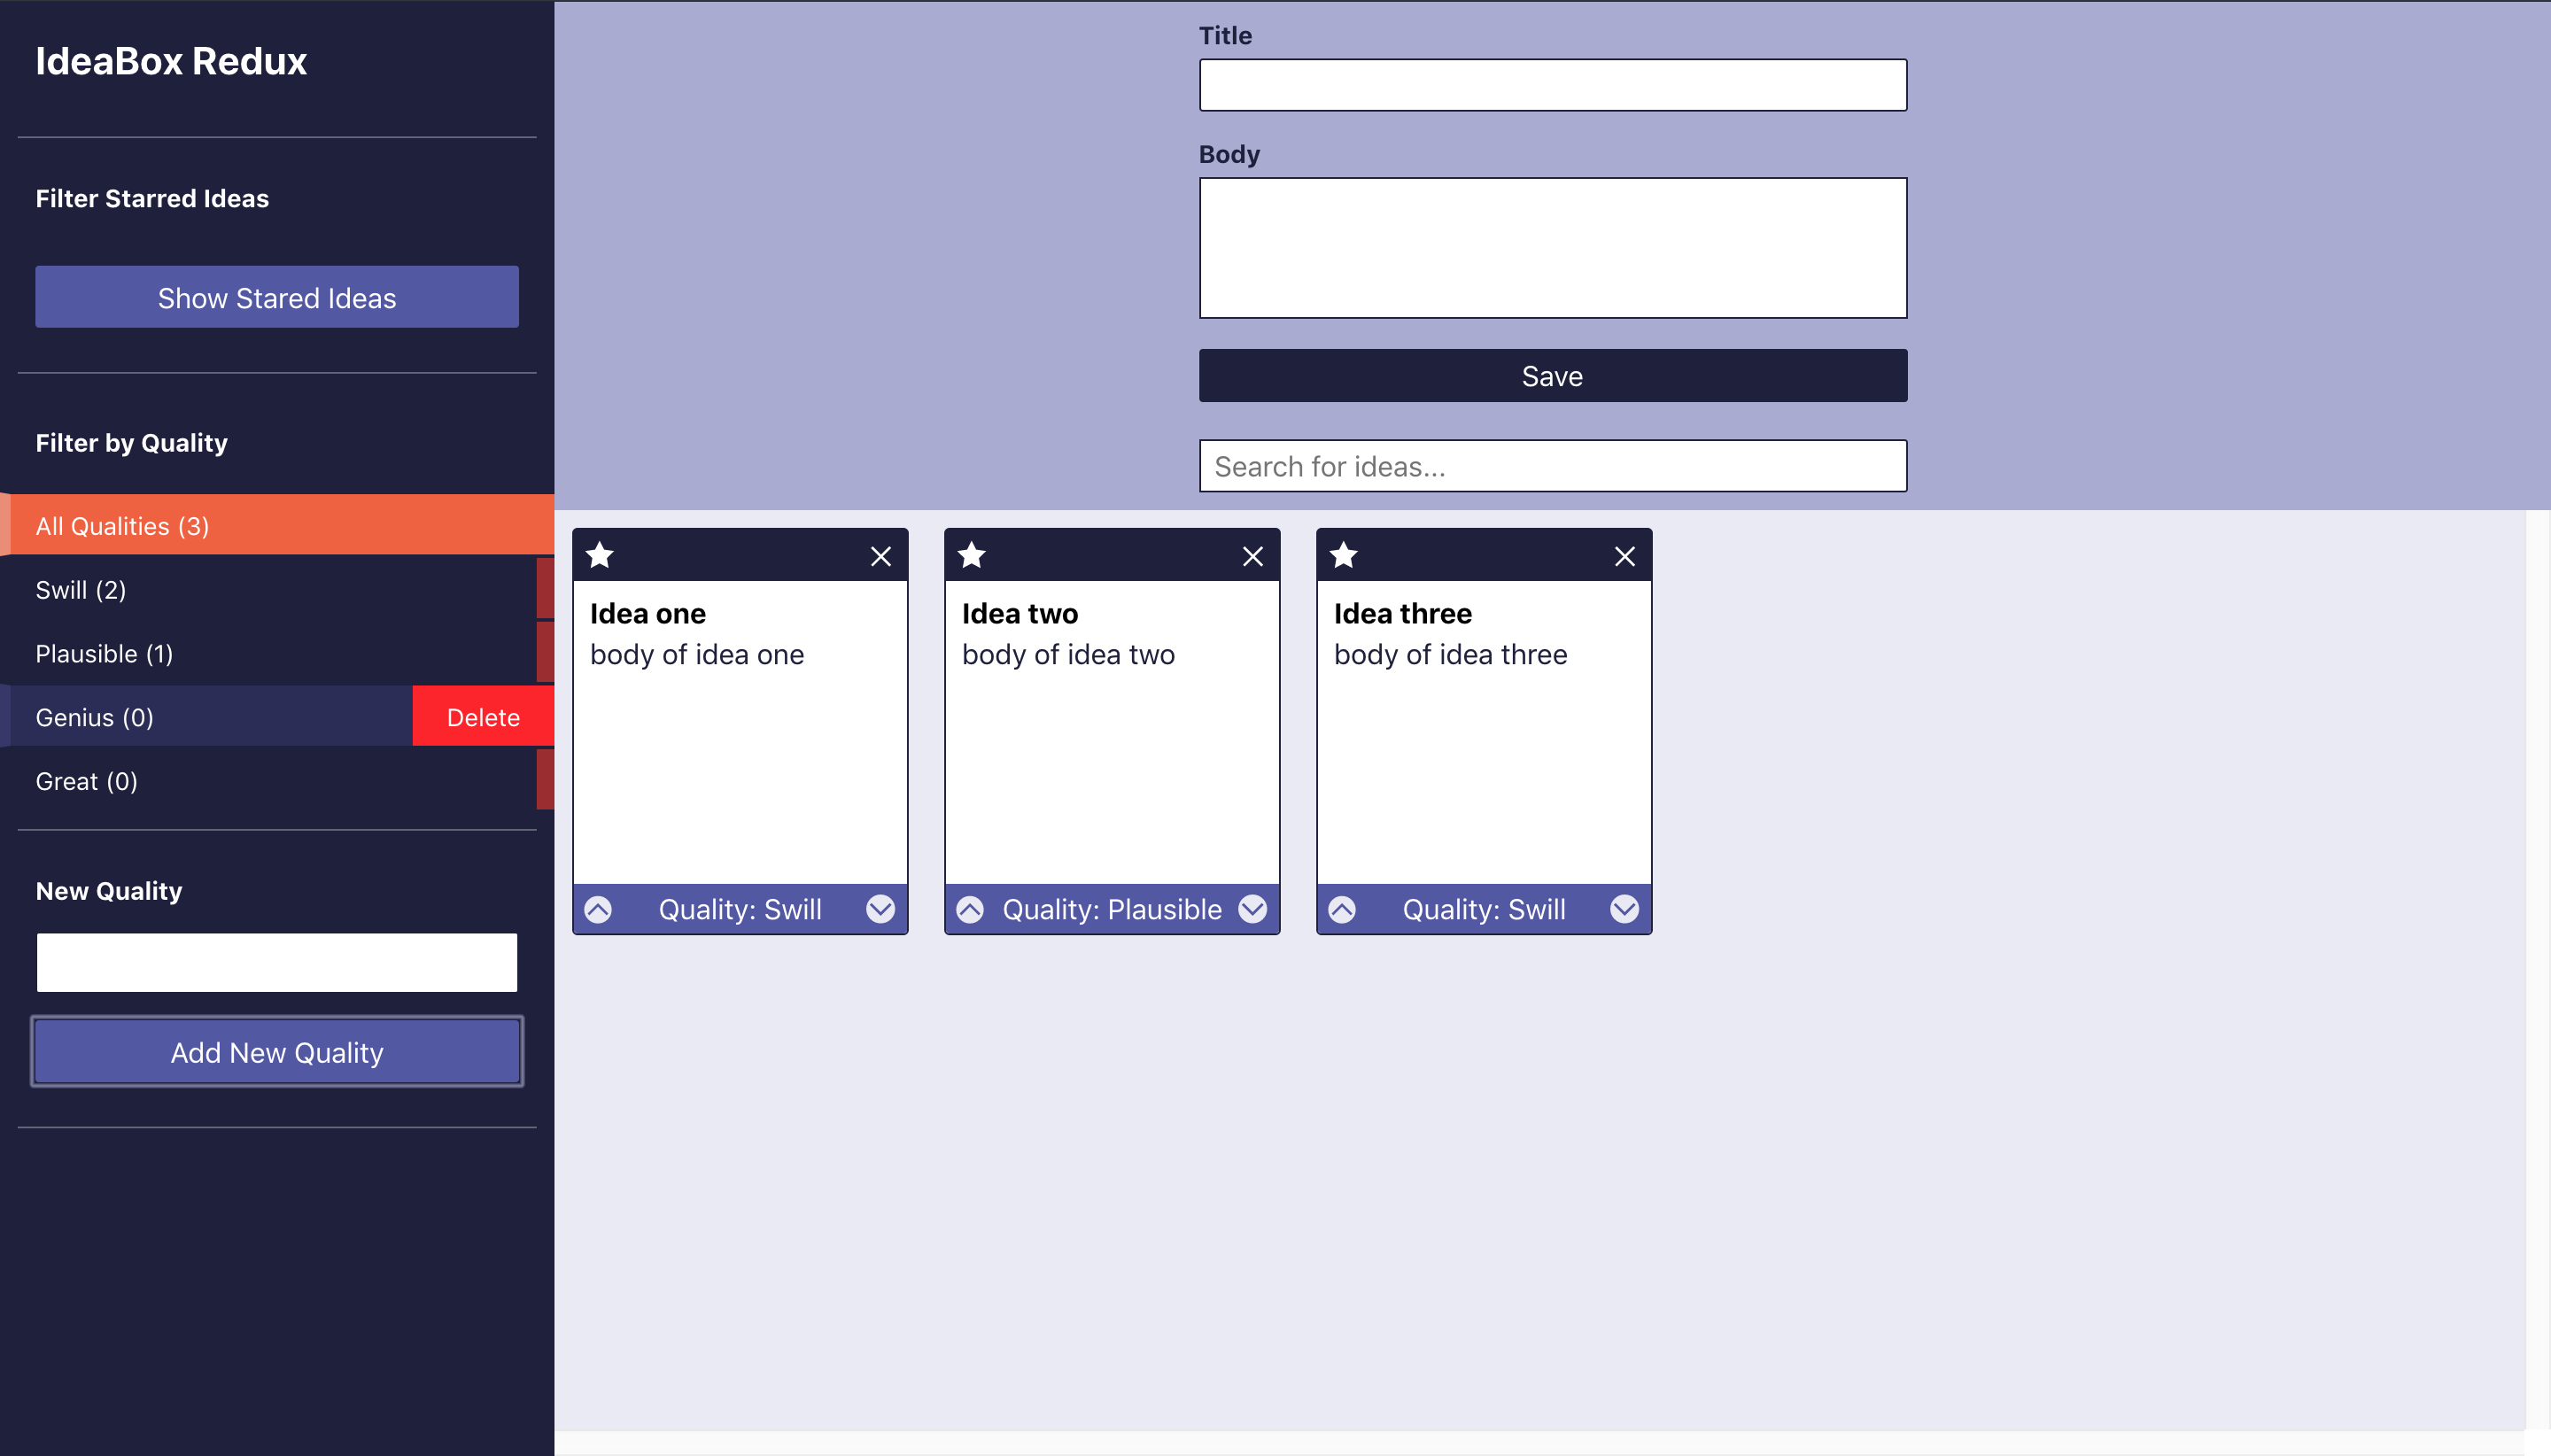 IdeaBox Redux
Filter Starred Ideas
Show Stared Ideas
Filter by Quality
All Qualities (3)
Swill (2)
Plausible (1)
Genius (0)
Delete
Great (0)
New Quality
Add New Quality
Title
Body
Save
Search for ideas...
Idea one
body of idea one
Quality: Swill
Idea two
body of idea two
Quality: Plausible
Idea three
body of idea three
Quality: Swill